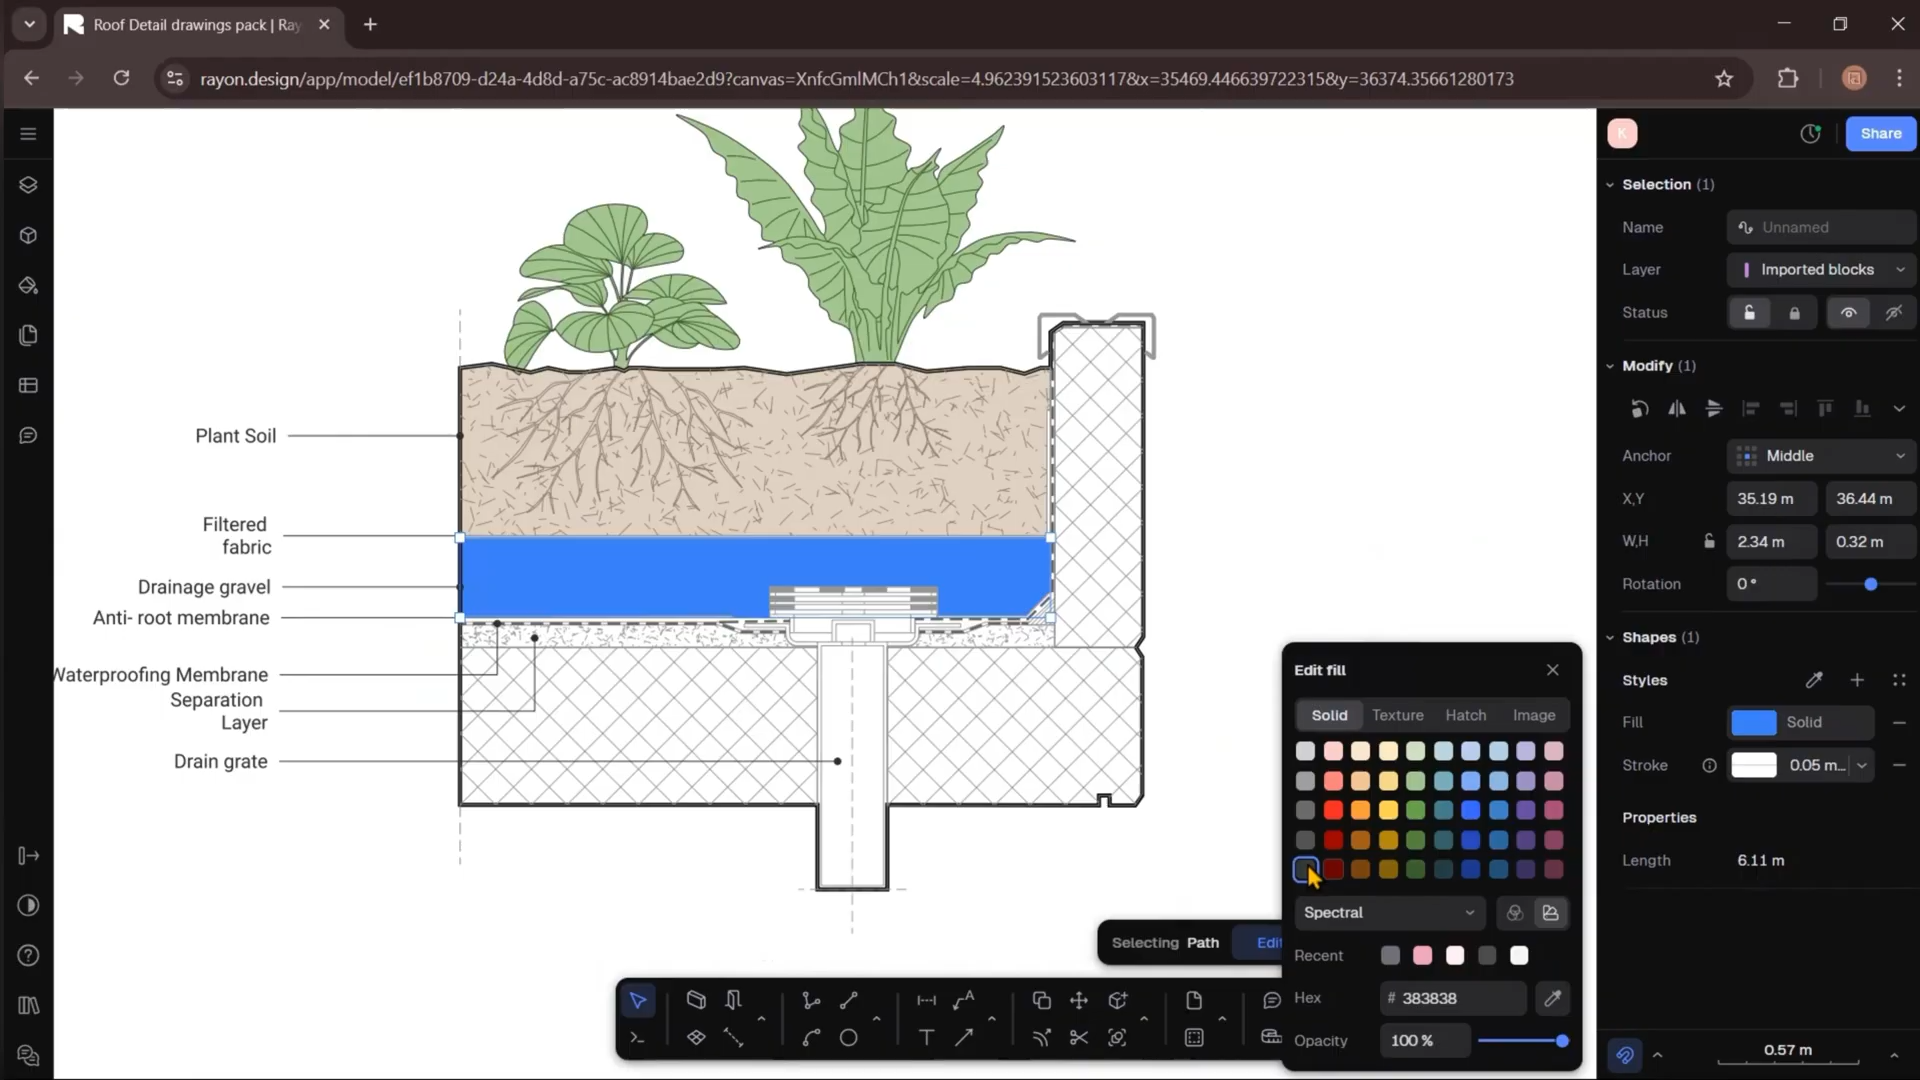 Roof Detail drawings pack | Ray
rayon.design/app/model/ef1b8709-d24a-4d8d-a75c-ac8914bae2d9?canvas=XnfcGmlMCh1&scale=4.962391523603117&x=35469.446639722315&y=36374.35661280173
K
Share
Selection (1)
Name
Unnamed
Layer
Imported blocks
Status
Modify (1)
Anchor
Middle
X,Y
35.19 m
36.44 m
W,H
2.34 m
0.32 m
Rotation
0 °
Shapes (1)
Styles
Fill
Solid
Stroke
0.05 m...
Properties
Length
6.11 m
0.57 m
Plant Soil
Filtered
fabric
Drainage gravel
Anti- root membrane
Waterproofing Membrane
Separation
Layer
Drain grate
Selecting Path
Edit
Edit fill
Solid
Texture
Hatch
Image
Spectral
Recent
Hex
# 383838
Opacity
100 %